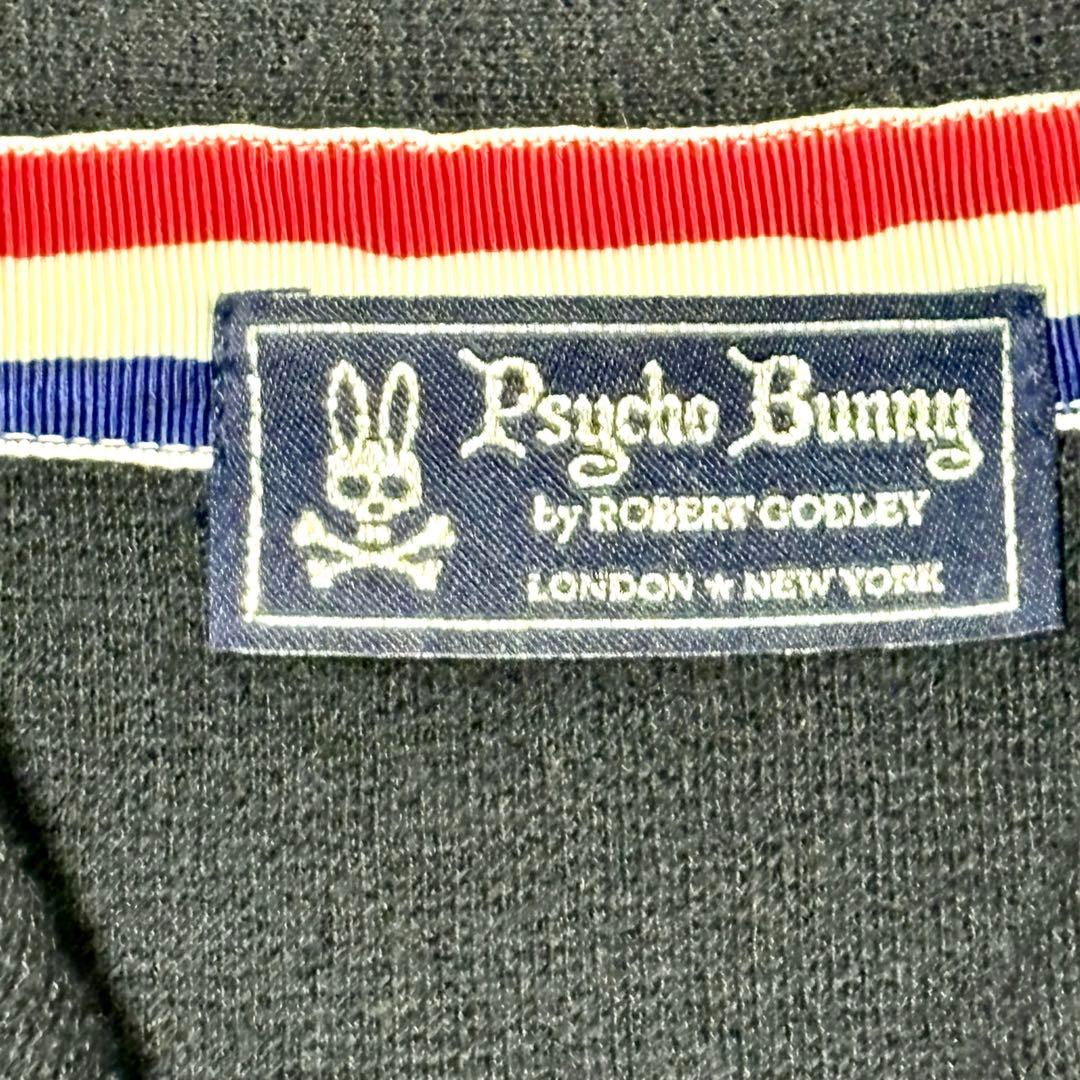 Psycho Bunny
by ROBERT GODLEY
LONDON ★ NEW YORK